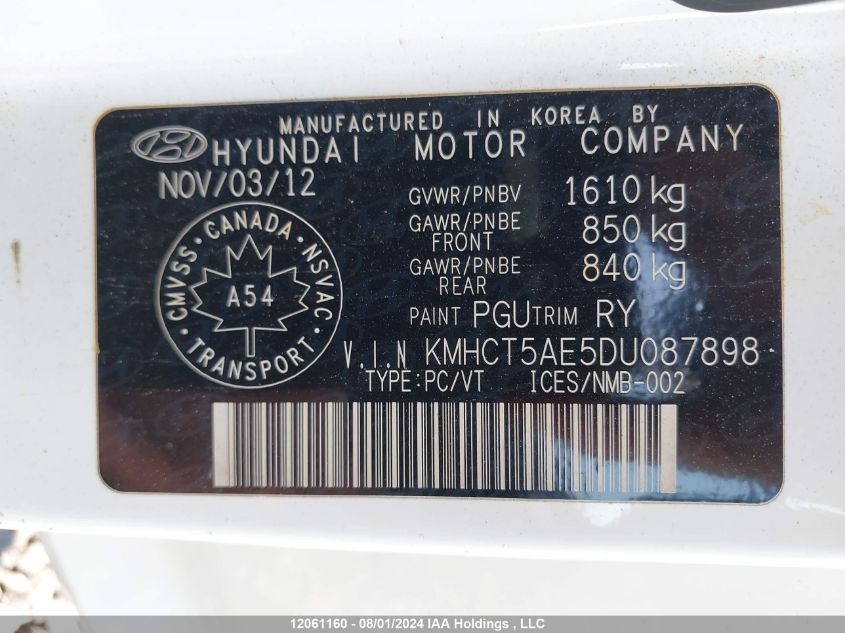 MANUFACTURED IN KOREA BY
HYUNDAI MOTOR COMPANY
NOV/03/12
GVWR/PNBV 1610 kg
GAWR/PNBE FRONT 850 kg
GAWR/PNBE REAR 840 kg
CANADA · NSVAC · TRANSPORT · CMVSS ·
A54
PAINT PGU TRIM RY
V.I.N KMHCT5AE5DU087898
TYPE:PC/VT ICES/NMB-002
12061160 - 08/01/2024 IAA Holdings , LLC